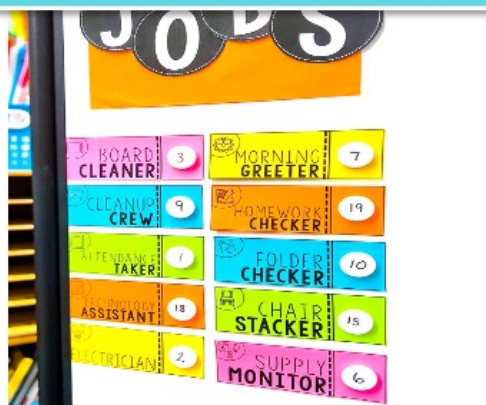 JOBS
BOARD
CLEANER
3
CLEANUP
CREW
9
ATTENDANCE
TAKER
1
TECHNOLOGY
ASSISTANT
18
ELECTRICIAN
2
MORNING
GREETER
7
HOMEWORK
CHECKER
19
FOLDER
CHECKER
10
CHAIR
STACKER
15
SUPPLY
MONITOR
6